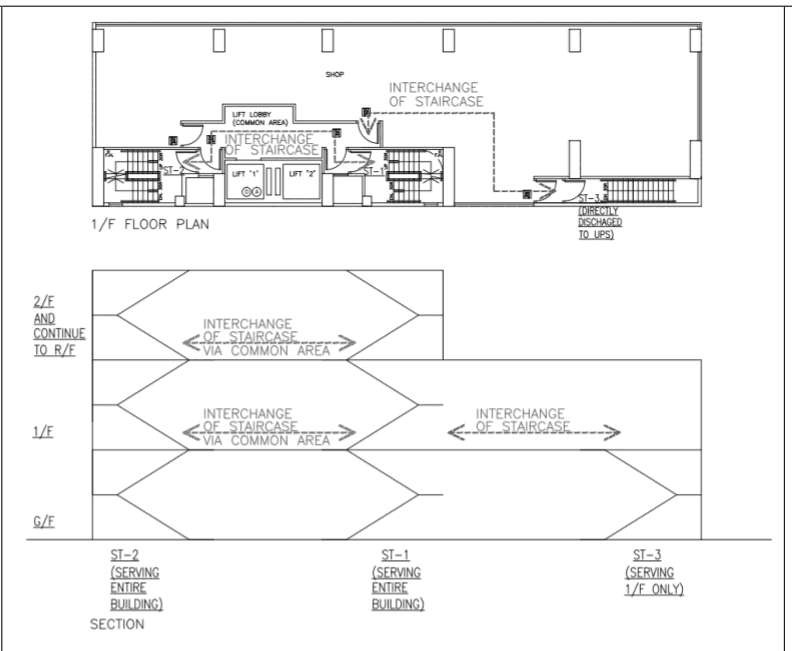 SHOP
INTERCHANGE
OF STAIRCASE
LIFT LOBBY
(COMMON AREA)
INTERCHANGE
OF STAIRCASE
ST-2
LIFT "1"
LIFT "2"
ST-1
D A
ST-3
(DIRECTLY
DISCHAGED
TO UPS)
1/F FLOOR PLAN
2/F
AND
CONTINUE
TO R/F
INTERCHANGE
OF STAIRCASE
VIA COMMON AREA
1/F
INTERCHANGE
OF STAIRCASE
VIA COMMON AREA
INTERCHANGE
OF STAIRCASE
G/F
ST-2
(SERVING
ENTIRE
BUILDING)
ST-1
(SERVING
ENTIRE
BUILDING)
ST-3
(SERVING
1/F ONLY)
SECTION